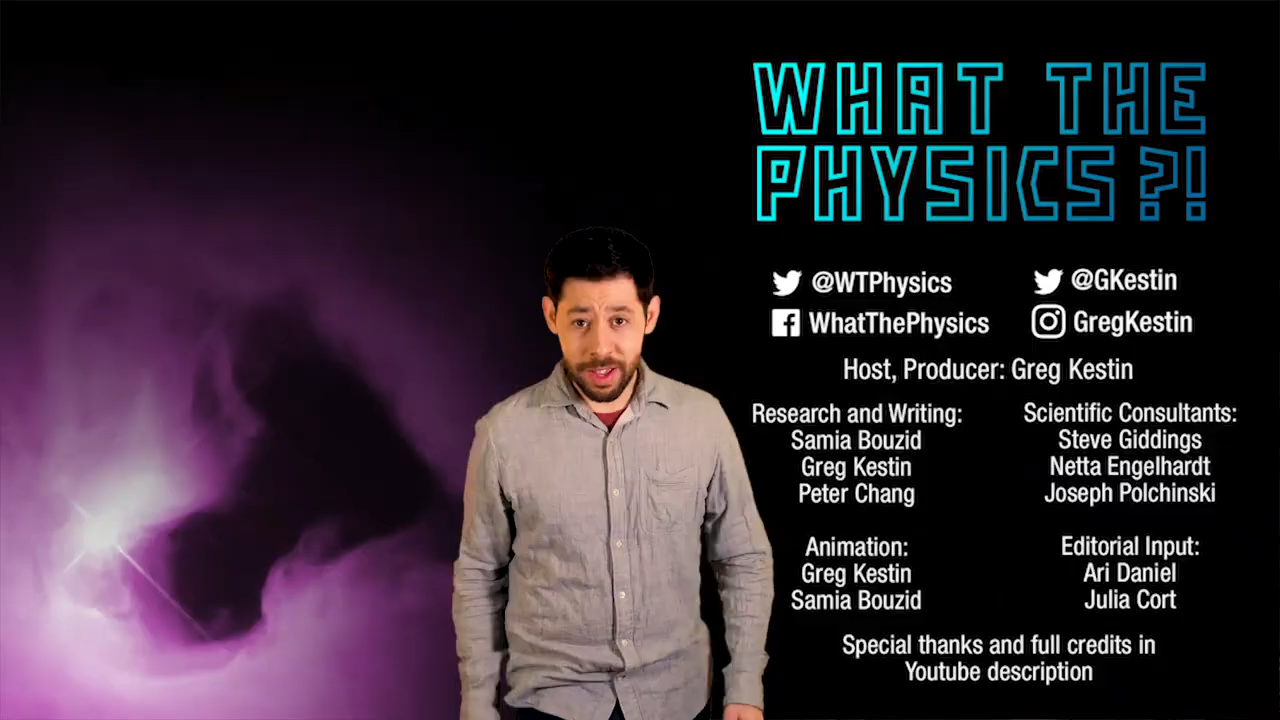 WHAT THE
PHYSICS?!
@WTPhysics
@GKestin
WhatThePhysics
GregKestin
Host, Producer: Greg Kestin
Research and Writing:
Samia Bouzid
Greg Kestin
Peter Chang
Scientific Consultants:
Steve Giddings
Netta Engelhardt
Joseph Polchinski
Animation:
Greg Kestin
Samia Bouzid
Editorial Input:
Ari Daniel
Julia Cort
Special thanks and full credits in
Youtube description